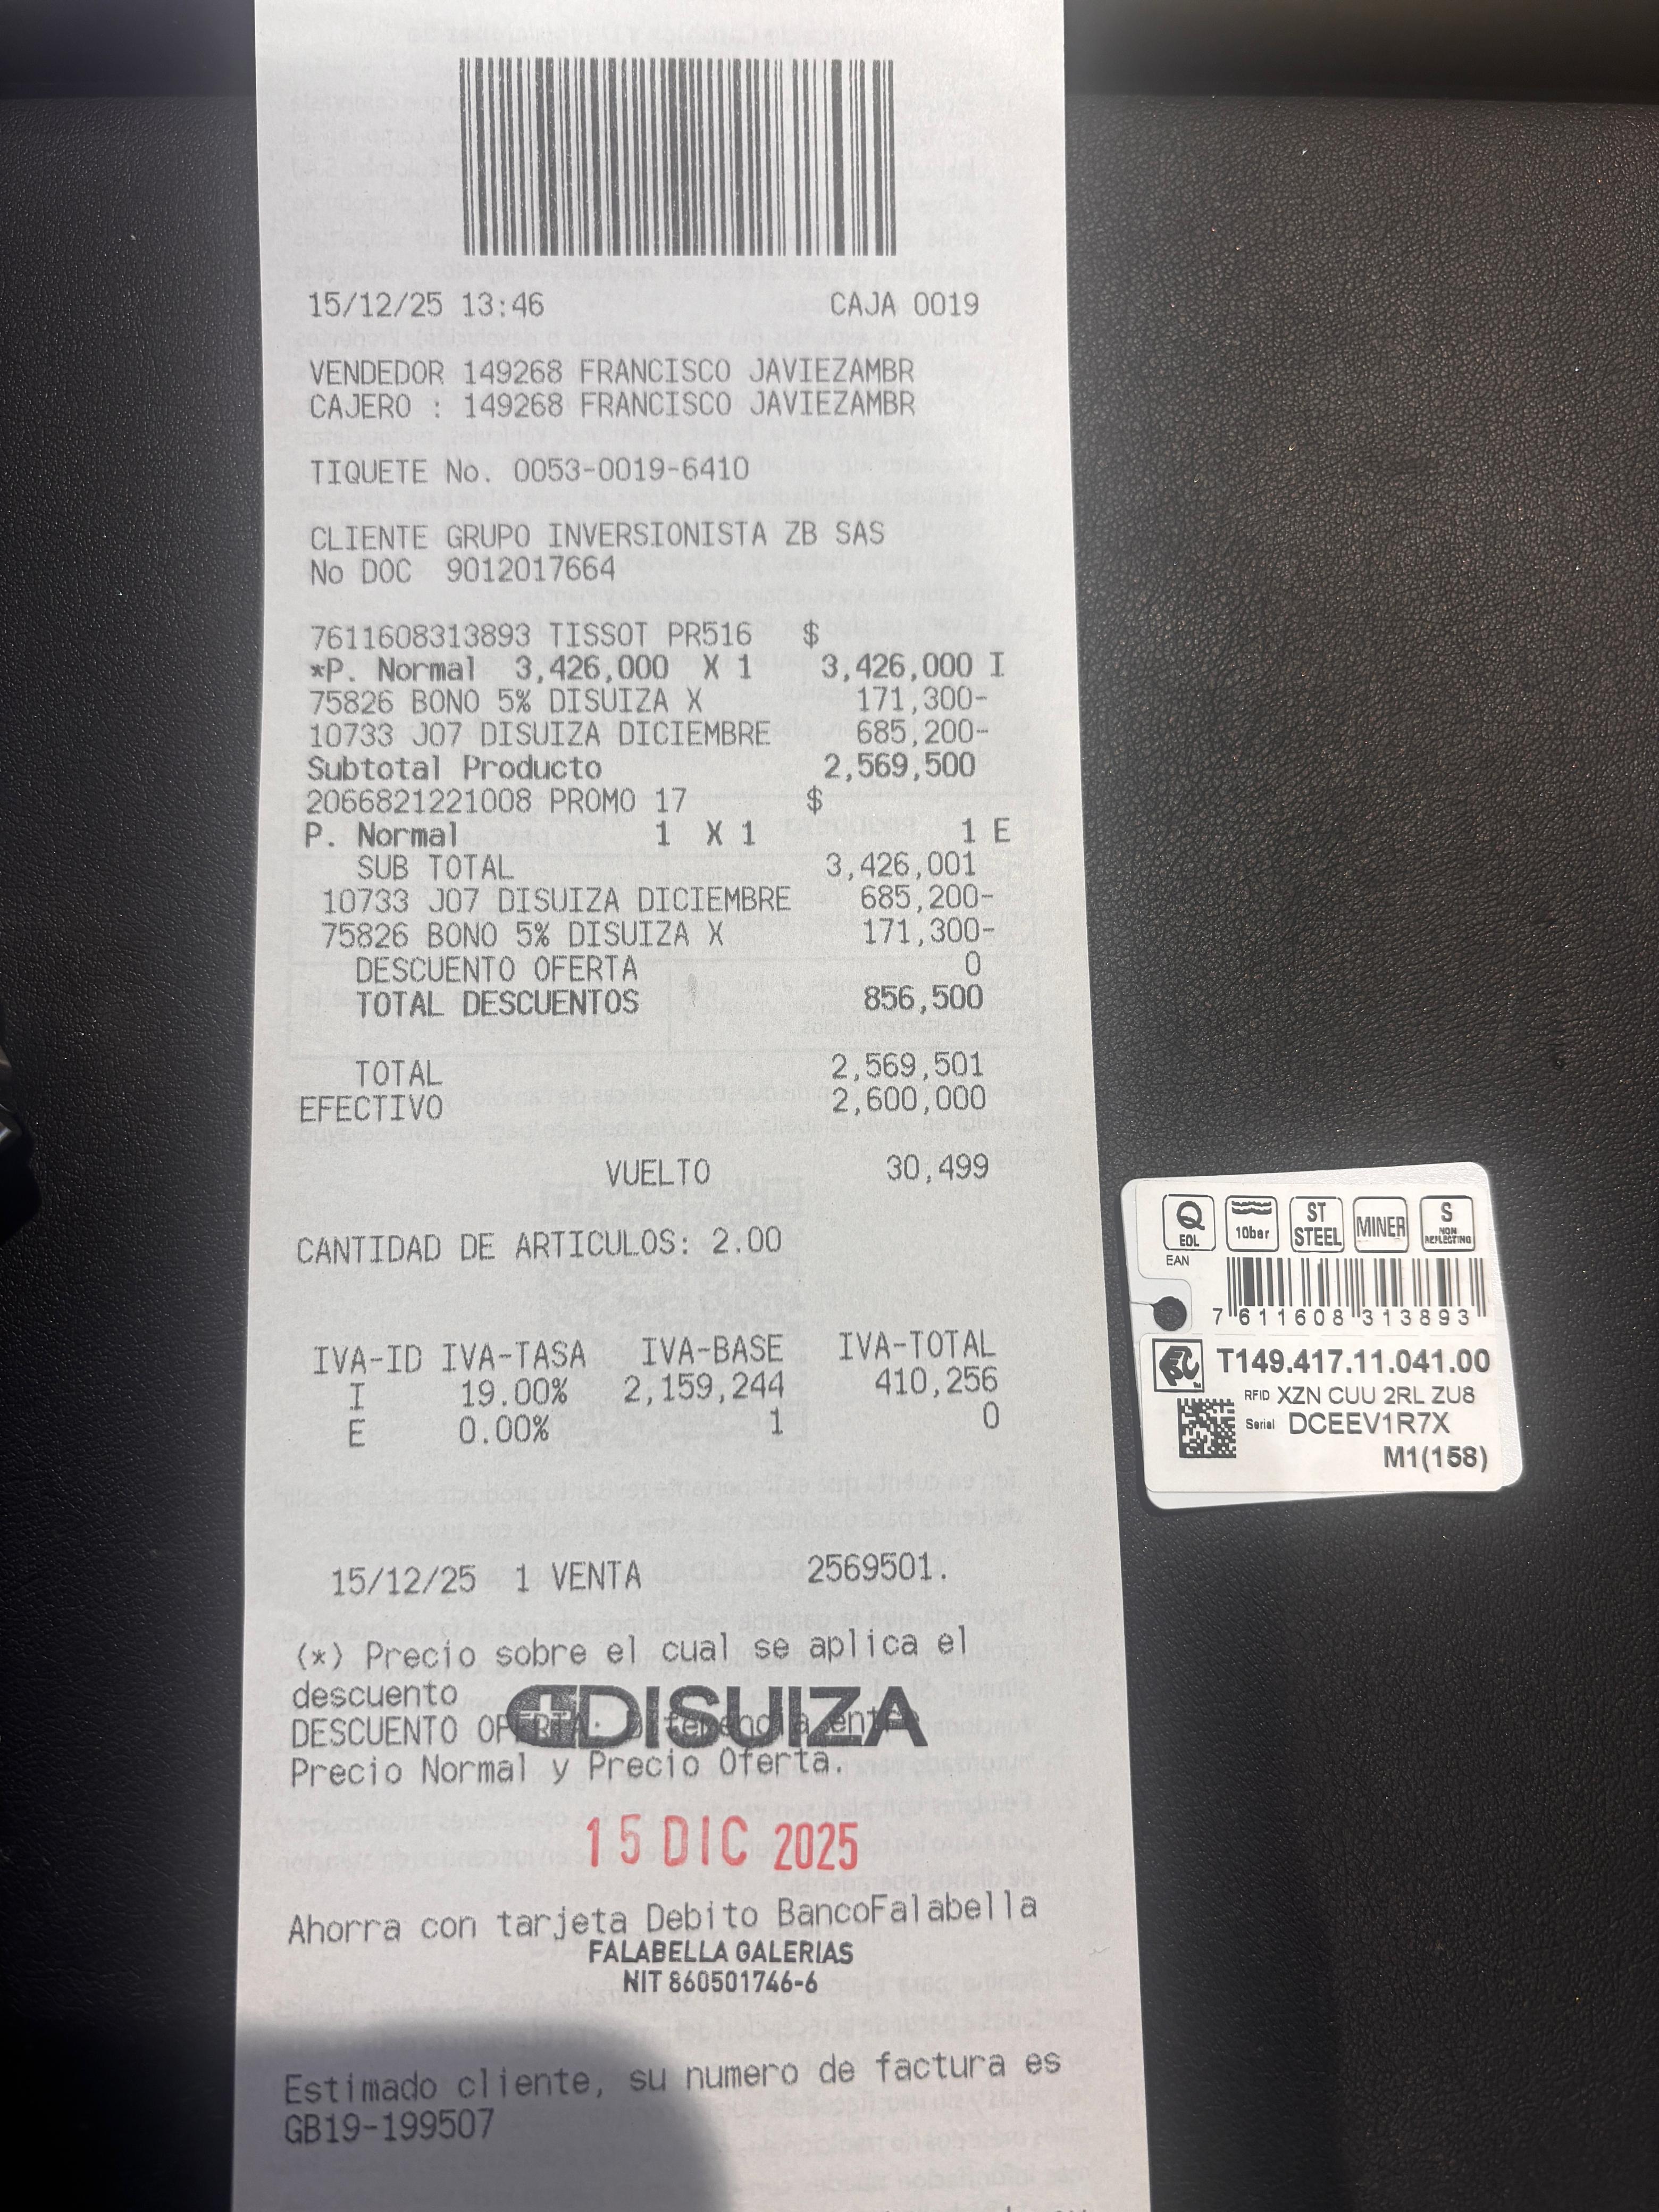 15/12/25 13:46 CAJA 0019
VENDEDOR 149268 FRANCISCO JAVIEZAMBR
CAJERO : 149268 FRANCISCO JAVIEZAMBR
TIQUETE No. 0053-0019-6410
CLIENTE GRUPO INVERSIONISTA ZB SAS
No DOC 9012017664
7611608313893 TISSOT PR516 $
*P. Normal 3,426,000 X 1 3,426,000 I
75826 BONO 5% DISUIZA X 171,300-
10733 J07 DISUIZA DICIEMBRE 685,200-
Subtotal Producto 2,569,500
2066821221008 PROMO 17 $
P. Normal 1 X 1 1 E
SUB TOTAL 3,426,001
10733 J07 DISUIZA DICIEMBRE 685,200-
75826 BONO 5% DISUIZA X 171,300-
DESCUENTO OFERTA 0
TOTAL DESCUENTOS 856,500
TOTAL 2,569,501
EFECTIVO 2,600,000
VUELTO 30,499
CANTIDAD DE ARTICULOS: 2.00
IVA-ID IVA-TASA IVA-BASE IVA-TOTAL
I 19.00% 2,159,244 410,256
E 0.00% 1 0
15/12/25 1 VENTA 2569501.
(*) Precio sobre el cual se aplica el
descuento
DISUIZA
DESCUENTO OFERTA: Diferencia entre
Precio Normal y Precio Oferta.
15 DIC 2025
Ahorra con tarjeta Debito BancoFalabella
FALABELLA GALERIAS
NIT 860501746-6
Estimado cliente, su numero de factura es
GB19-199507
Q EOL 10bar ST STEEL MINER S NON REFLECTING
EAN
7 611608 313893
T149.417.11.041.00
RFID XZN CUU 2RL ZU8
Serial DCEEV1R7X
M1(158)